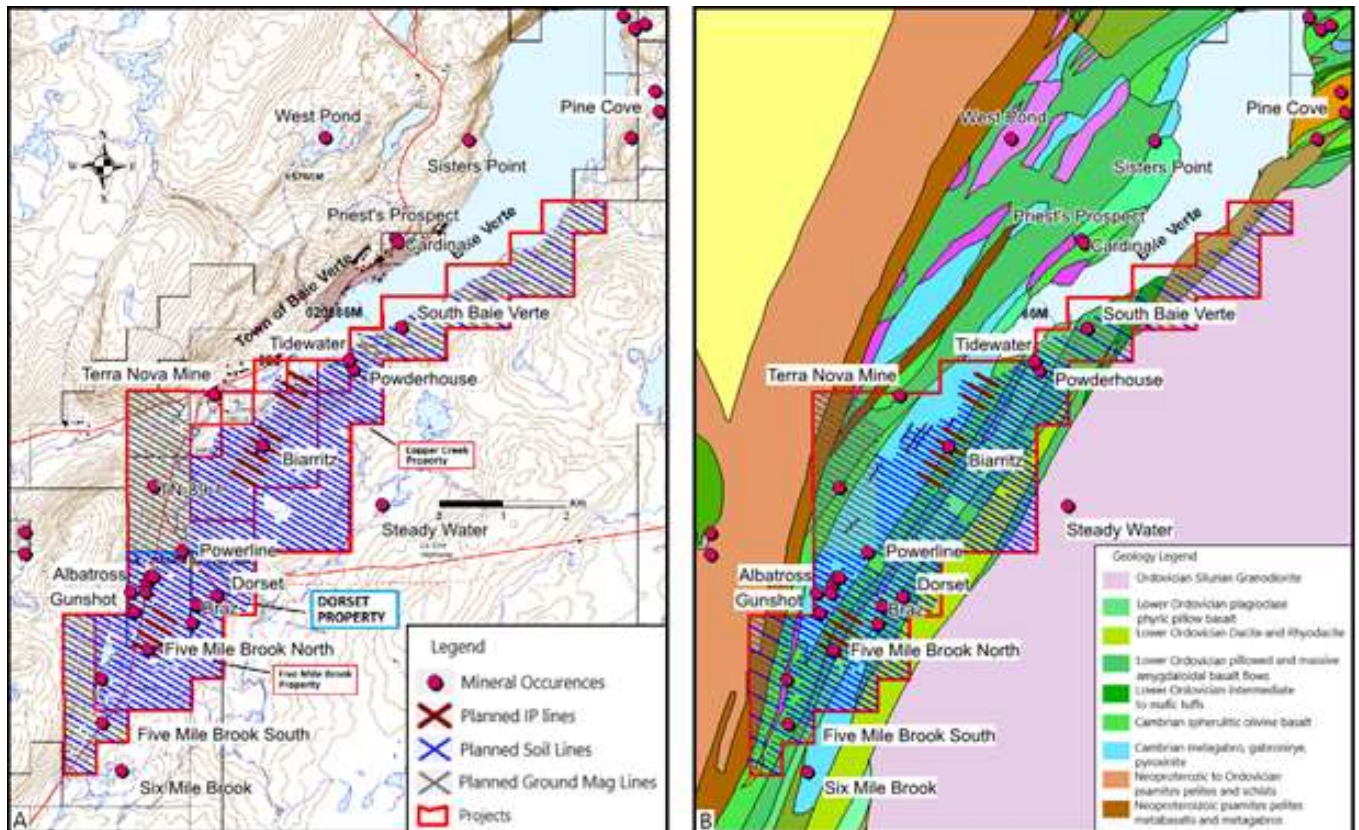 West Pond
Pine Cove
Sisters Point
Priest's Prospect
Cardinal
Baie Verte
Town of Baie Verte
South Baie Verte
Tidewater
Terra Nova Mine
Powderhouse
Biarritz
Copper Creek
Property
Km
Steady Water
Powerline
Albatross
Gunshot
Dorset
Braz
DORSET
PROPERTY
Five Mile Brook North
Five Mile Brook
Property
Five Mile Brook South
Six Mile Brook
Legend
Mineral Occurences
Planned IP lines
Planned Soil Lines
Planned Ground Mag Lines
Projects
A
West Pond
Pine Cove
Sisters Point
Priest's Prospect
Cardinal
Baie Verte
South Baie Verte
Tidewater
Terra Nova Mine
Powderhouse
Biarritz
Steady Water
Powerline
Albatross
Gunshot
Dorset
Braz
Five Mile Brook North
Five Mile Brook South
Six Mile Brook
Geology Legend
Ordovician Silurian Granodiorite
Lower Ordovician plagioclase
phyric pillow basalt
Lower Ordovician Dacite and Rhyodacite
Lower Ordovician pillowed and massive
amygdaloidal basalt flows
Lower Ordovician intermediate
to mafic tuffs
Cambrian spherulitic olivine basalt
Cambrian
pyroxinite
Neoproterozic to Ordovician
psamites pelites and schists
Neoproteroizoic psamites pelites
metabasalts and metagabros
B